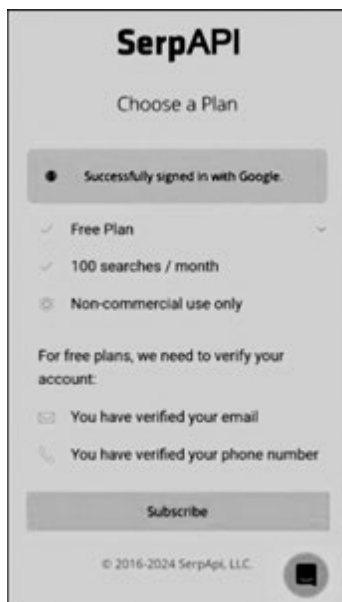 SerpAPI
Choose a Plan
Successfully signed in with Google.
Free Plan
100 searches / month
Non-commercial use only
For free plans, we need to verify your
account:
You have verified your email
You have verified your phone number
Subscribe
© 2016-2024 SerpApi, LLC.